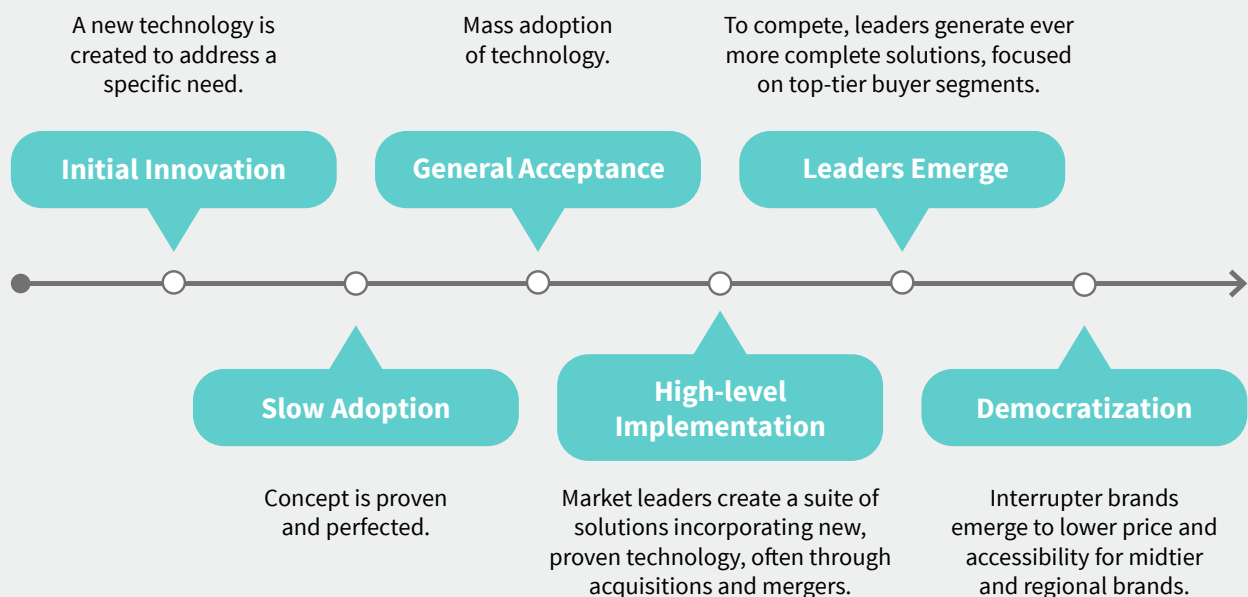 A new technology is
created to address a
specific need.
Initial Innovation
Slow Adoption
Concept is proven
and perfected.
Mass adoption
of technology.
General Acceptance
High-level
Implementation
Market leaders create a suite of
solutions incorporating new,
proven technology, often through
acquisitions and mergers.
To compete, leaders generate ever
more complete solutions, focused
on top-tier buyer segments.
Leaders Emerge
Democratization
Interrupter brands
emerge to lower price and
accessibility for midtier
and regional brands.